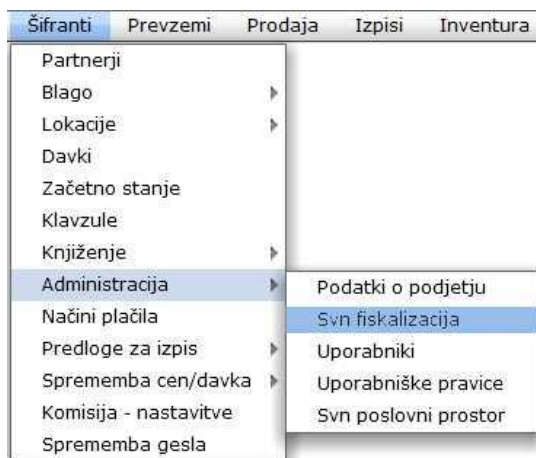 Šifranti Prevzemi Prodaja Izpisi Inventura
Partnerji
Blago
Lokacije
Davki
Začetno stanje
Klavzule
Knjiženje
Administracija
Podatki o podjetju
Načini plačila
Svn fiskalizacija
Predloge za izpis
Uporabniki
Sprememba cen/davka
Uporabniške pravice
Komisija - nastavitve
Svn poslovni prostor
Sprememba gesla